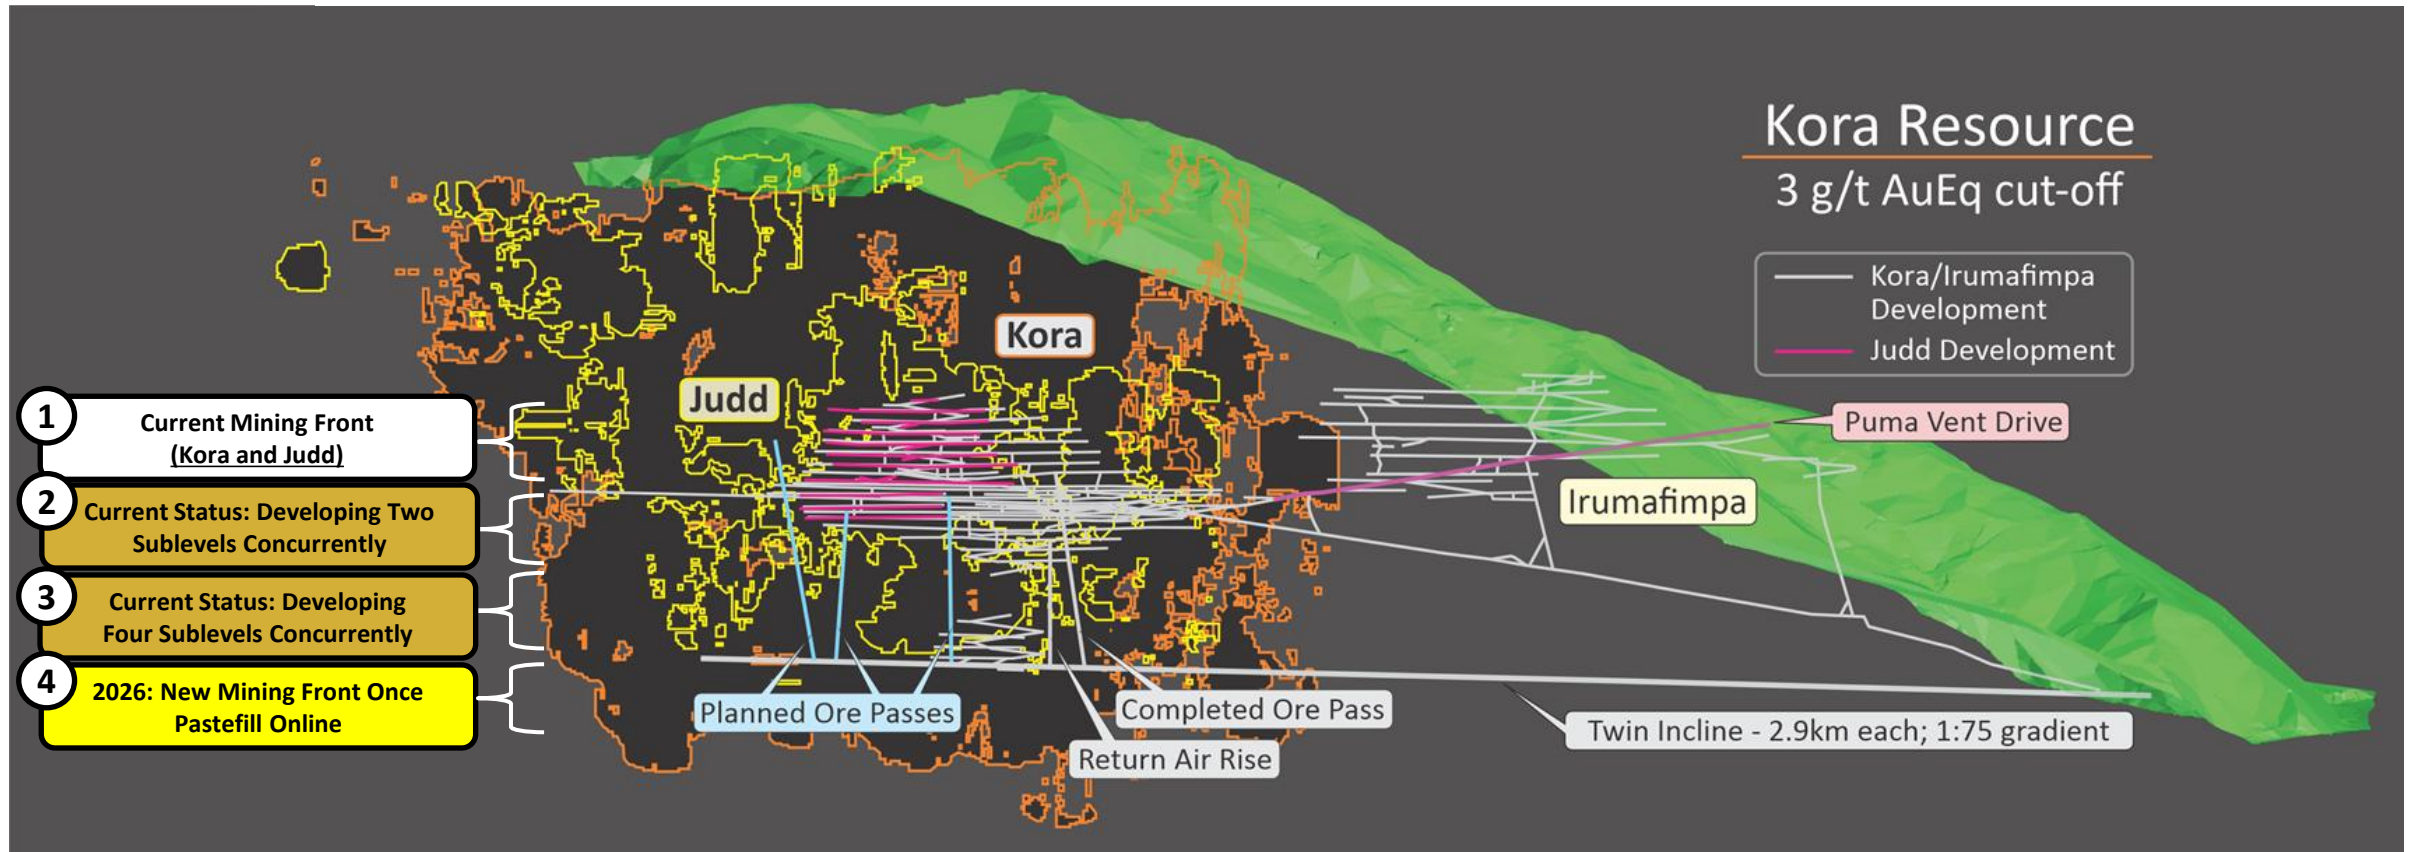 Kora Resource
3 g/t AuEq cut-off
Kora/Irumafimpa
Development
Judd Development
Kora
Judd
1
Current Mining Front
(Kora and Judd)
2
Current Status: Developing Two
Sublevels Concurrently
3
Current Status: Developing
Four Sublevels Concurrently
4
2026: New Mining Front Once
Pastefill Online
Puma Vent Drive
Irumafimpa
Planned Ore Passes
Completed Ore Pass
Return Air Rise
Twin Incline - 2.9km each; 1:75 gradient